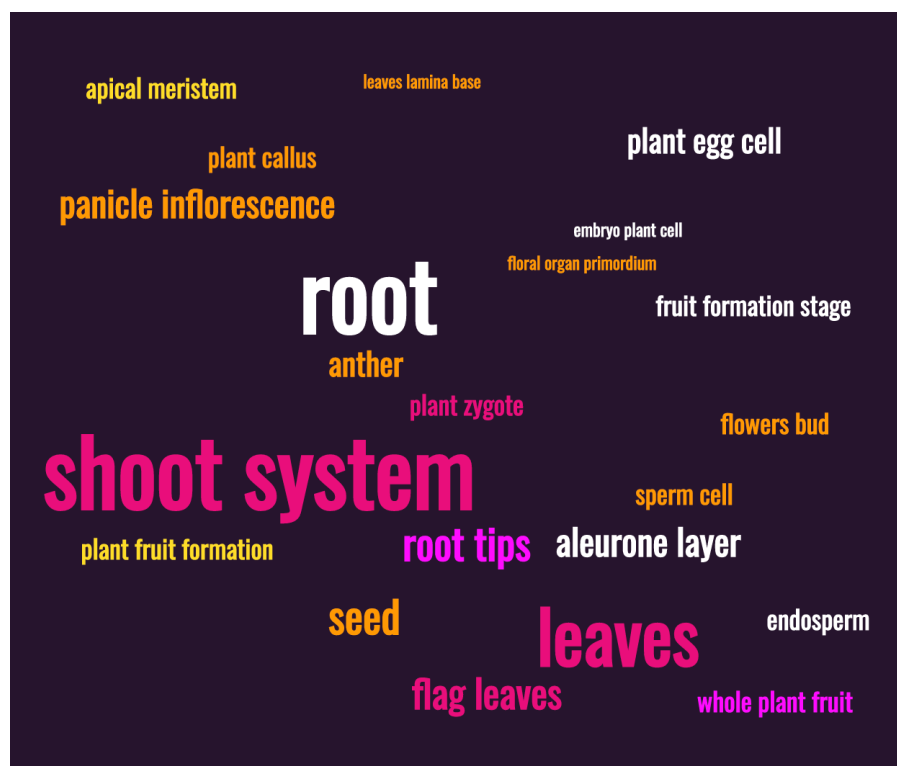 apical meristem
leaves lamina base
plant egg cell
plant callus
panicle inflorescence
embryo plant cell
floral organ primordium
root
fruit formation stage
anther
plant zygote
flowers bud
shoot system
sperm cell
plant fruit formation
root tips
aleurone layer
seed
leaves
endosperm
flag leaves
whole plant fruit